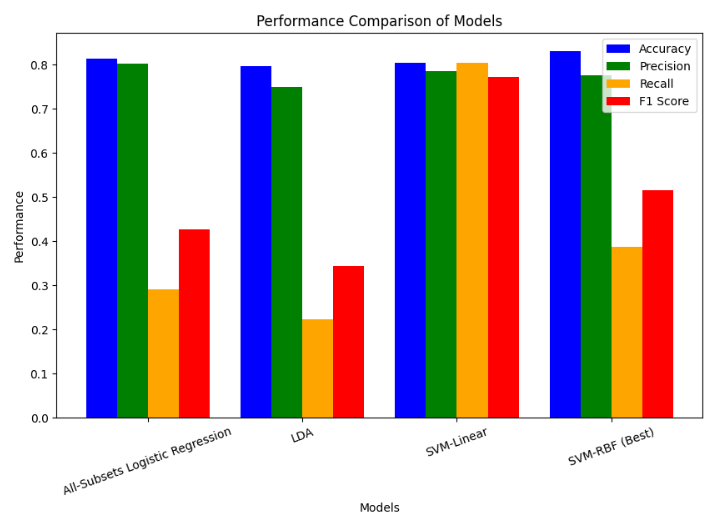 Performance Comparison of Models
Accuracy
Precision
Recall
F1 Score
Performance
0.8
0.7
0.6
0.5
0.4
0.3
0.2
0.1
0.0
All-Subsets Logistic Regression
LDA
SVM-Linear
SVM-RBF (Best)
Models